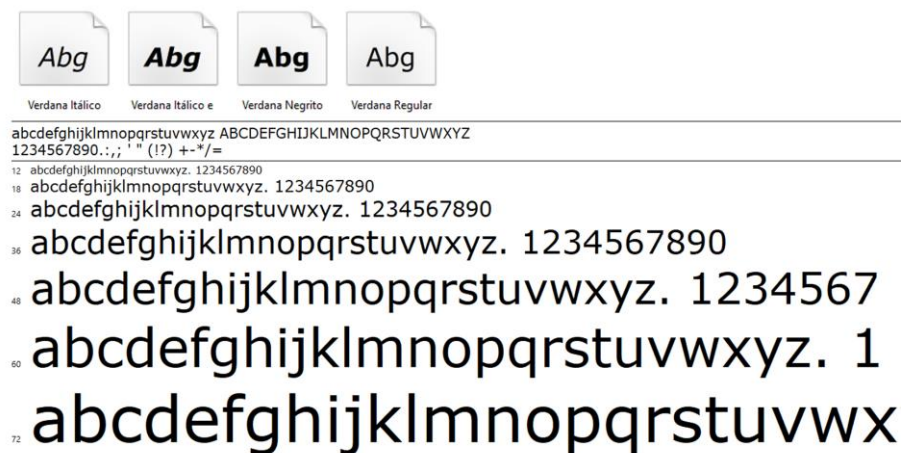 Abg Abg Abg Abg
Verdana Itálico Verdana Itálico e Verdana Negrito Verdana Regular
abcdefghijklmnopqrstuvwxyz ABCDEFGHIJKLMNOPQRSTUVWXYZ
1234567890.:,; ' " (!?) +-*/=
12 abcdefghijklmnopqrstuvwxyz. 1234567890
18 abcdefghijklmnopqrstuvwxyz. 1234567890
24 abcdefghijklmnopqrstuvwxyz. 1234567890
36 abcdefghijklmnopqrstuvwxyz. 1234567890
48 abcdefghijklmnopqrstuvwxyz. 1234567
60 abcdefghijklmnopqrstuvwxyz. 1
72 abcdefghijklmnopqrstuvwx